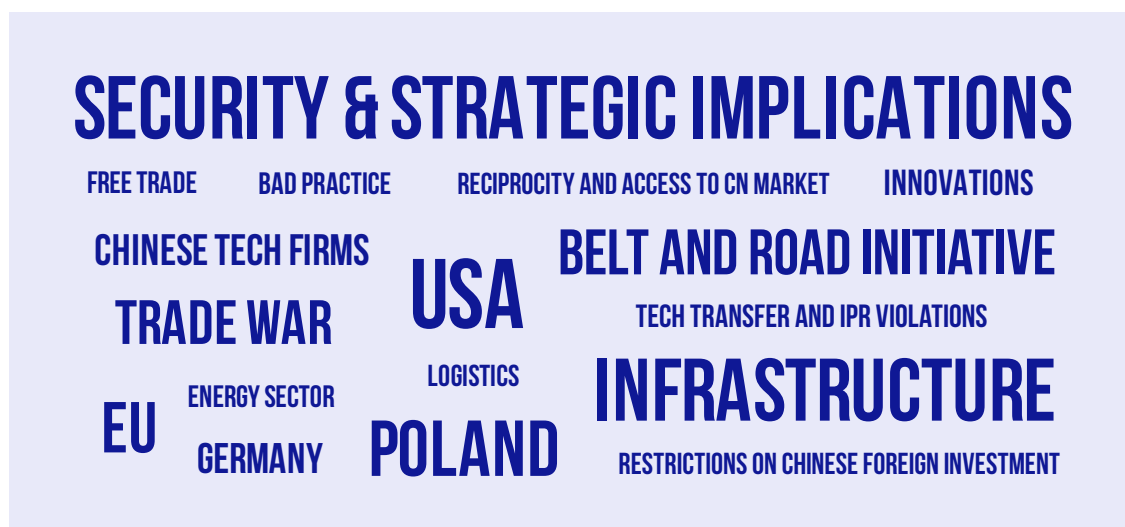 SECURITY & STRATEGIC IMPLICATIONS
FREE TRADE
BAD PRACTICE
RECIPROCITY AND ACCESS TO CN MARKET
INNOVATIONS
CHINESE TECH FIRMS
USA
BELT AND ROAD INITIATIVE
TRADE WAR
TECH TRANSFER AND IPR VIOLATIONS
LOGISTICS
INFRASTRUCTURE
ENERGY SECTOR
EU
GERMANY
POLAND
RESTRICTIONS ON CHINESE FOREIGN INVESTMENT